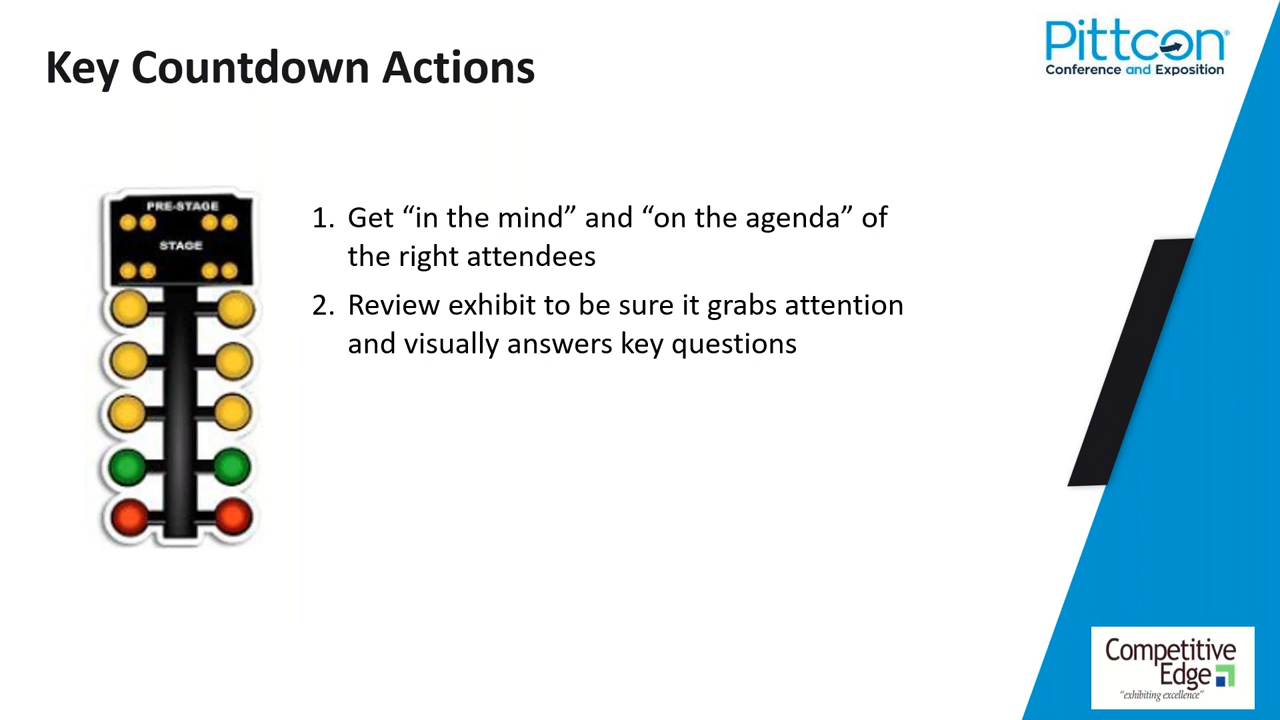 Key Countdown Actions
Pittcon®
Conference and Exposition
PRE-STAGE
STAGE
1. Get “in the mind” and “on the agenda” of
the right attendees
2. Review exhibit to be sure it grabs attention
and visually answers key questions
Competitive
Edge
“exhibiting excellence”